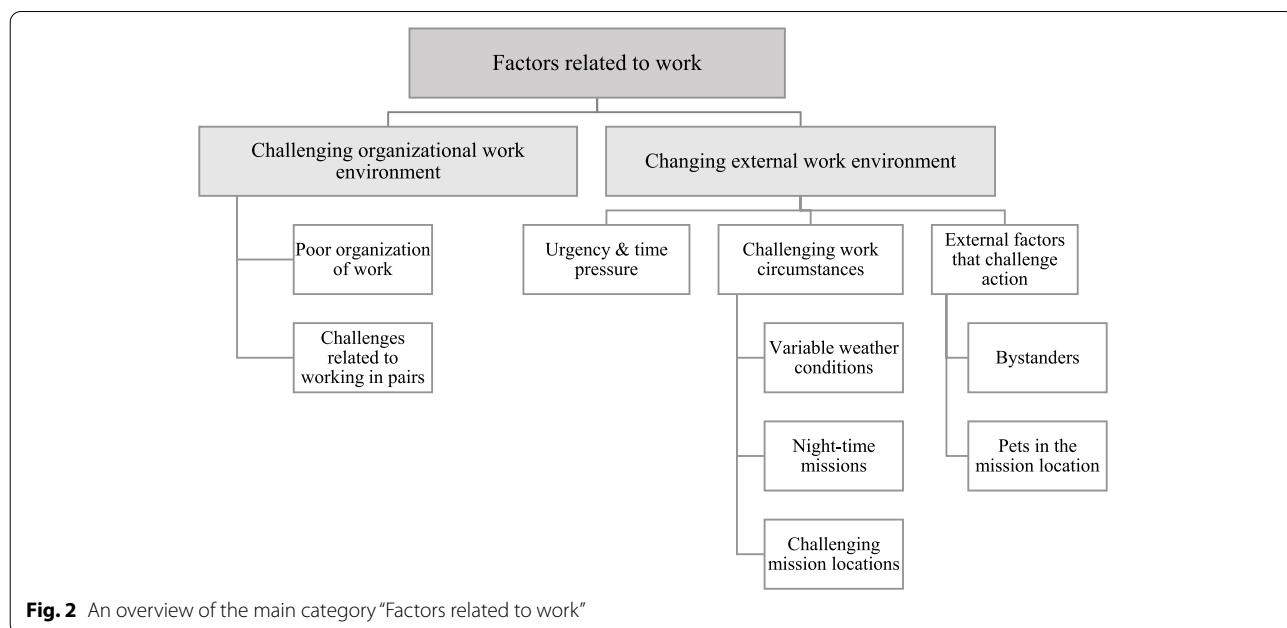 Factors related to work
Challenging organizational work
environment
Changing external work environment
Poor organization
of work
Challenges
related to
working in pairs
Urgency & time
pressure
Challenging work
circumstances
Variable weather
conditions
Night-time
missions
Challenging
mission locations
External factors
that challenge
action
Bystanders
Pets in the
mission location
Fig. 2 An overview of the main category “Factors related to work”